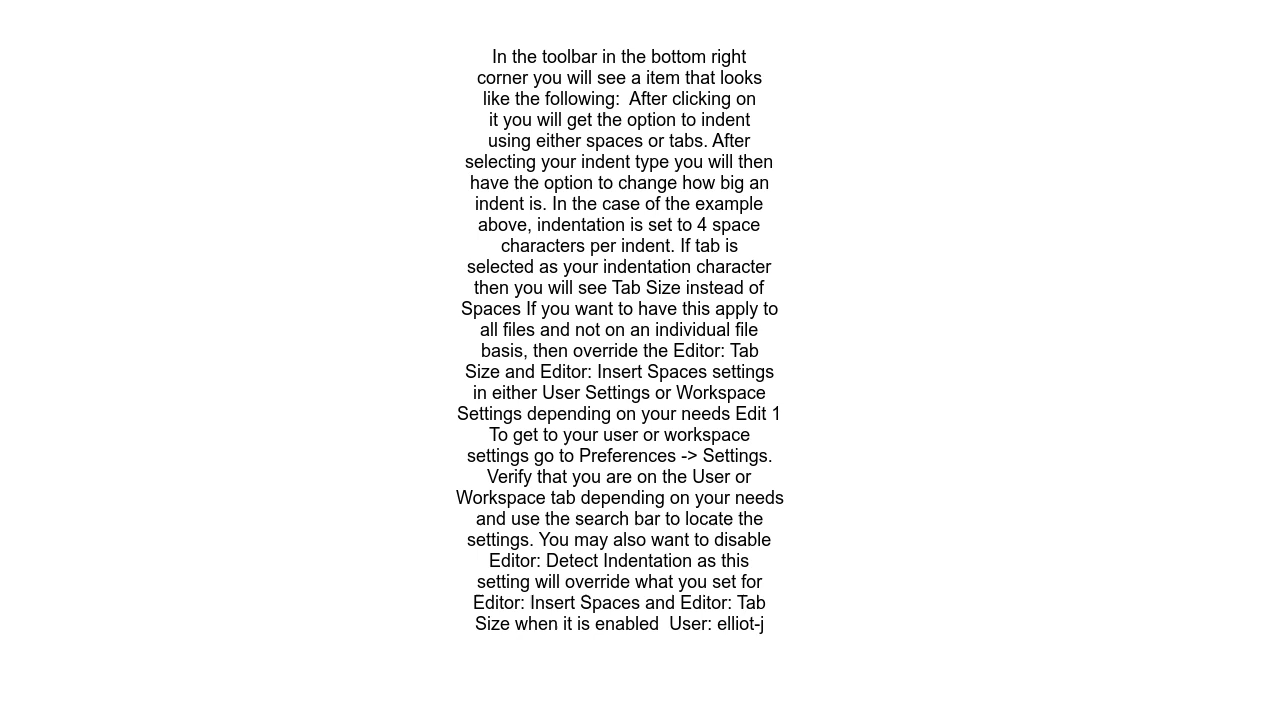 In the toolbar in the bottom right
corner you will see a item that looks
like the following:  After clicking on
it you will get the option to indent
using either spaces or tabs. After
selecting your indent type you will then
have the option to change how big an
indent is. In the case of the example
above, indentation is set to 4 space
characters per indent. If tab is
selected as your indentation character
then you will see Tab Size instead of
Spaces If you want to have this apply to
all files and not on an individual file
basis, then override the Editor: Tab
Size and Editor: Insert Spaces settings
in either User Settings or Workspace
Settings depending on your needs Edit 1
To get to your user or workspace
settings go to Preferences -> Settings.
Verify that you are on the User or
Workspace tab depending on your needs
and use the search bar to locate the
settings. You may also want to disable
Editor: Detect Indentation as this
setting will override what you set for
Editor: Insert Spaces and Editor: Tab
Size when it is enabled  User: elliot-j